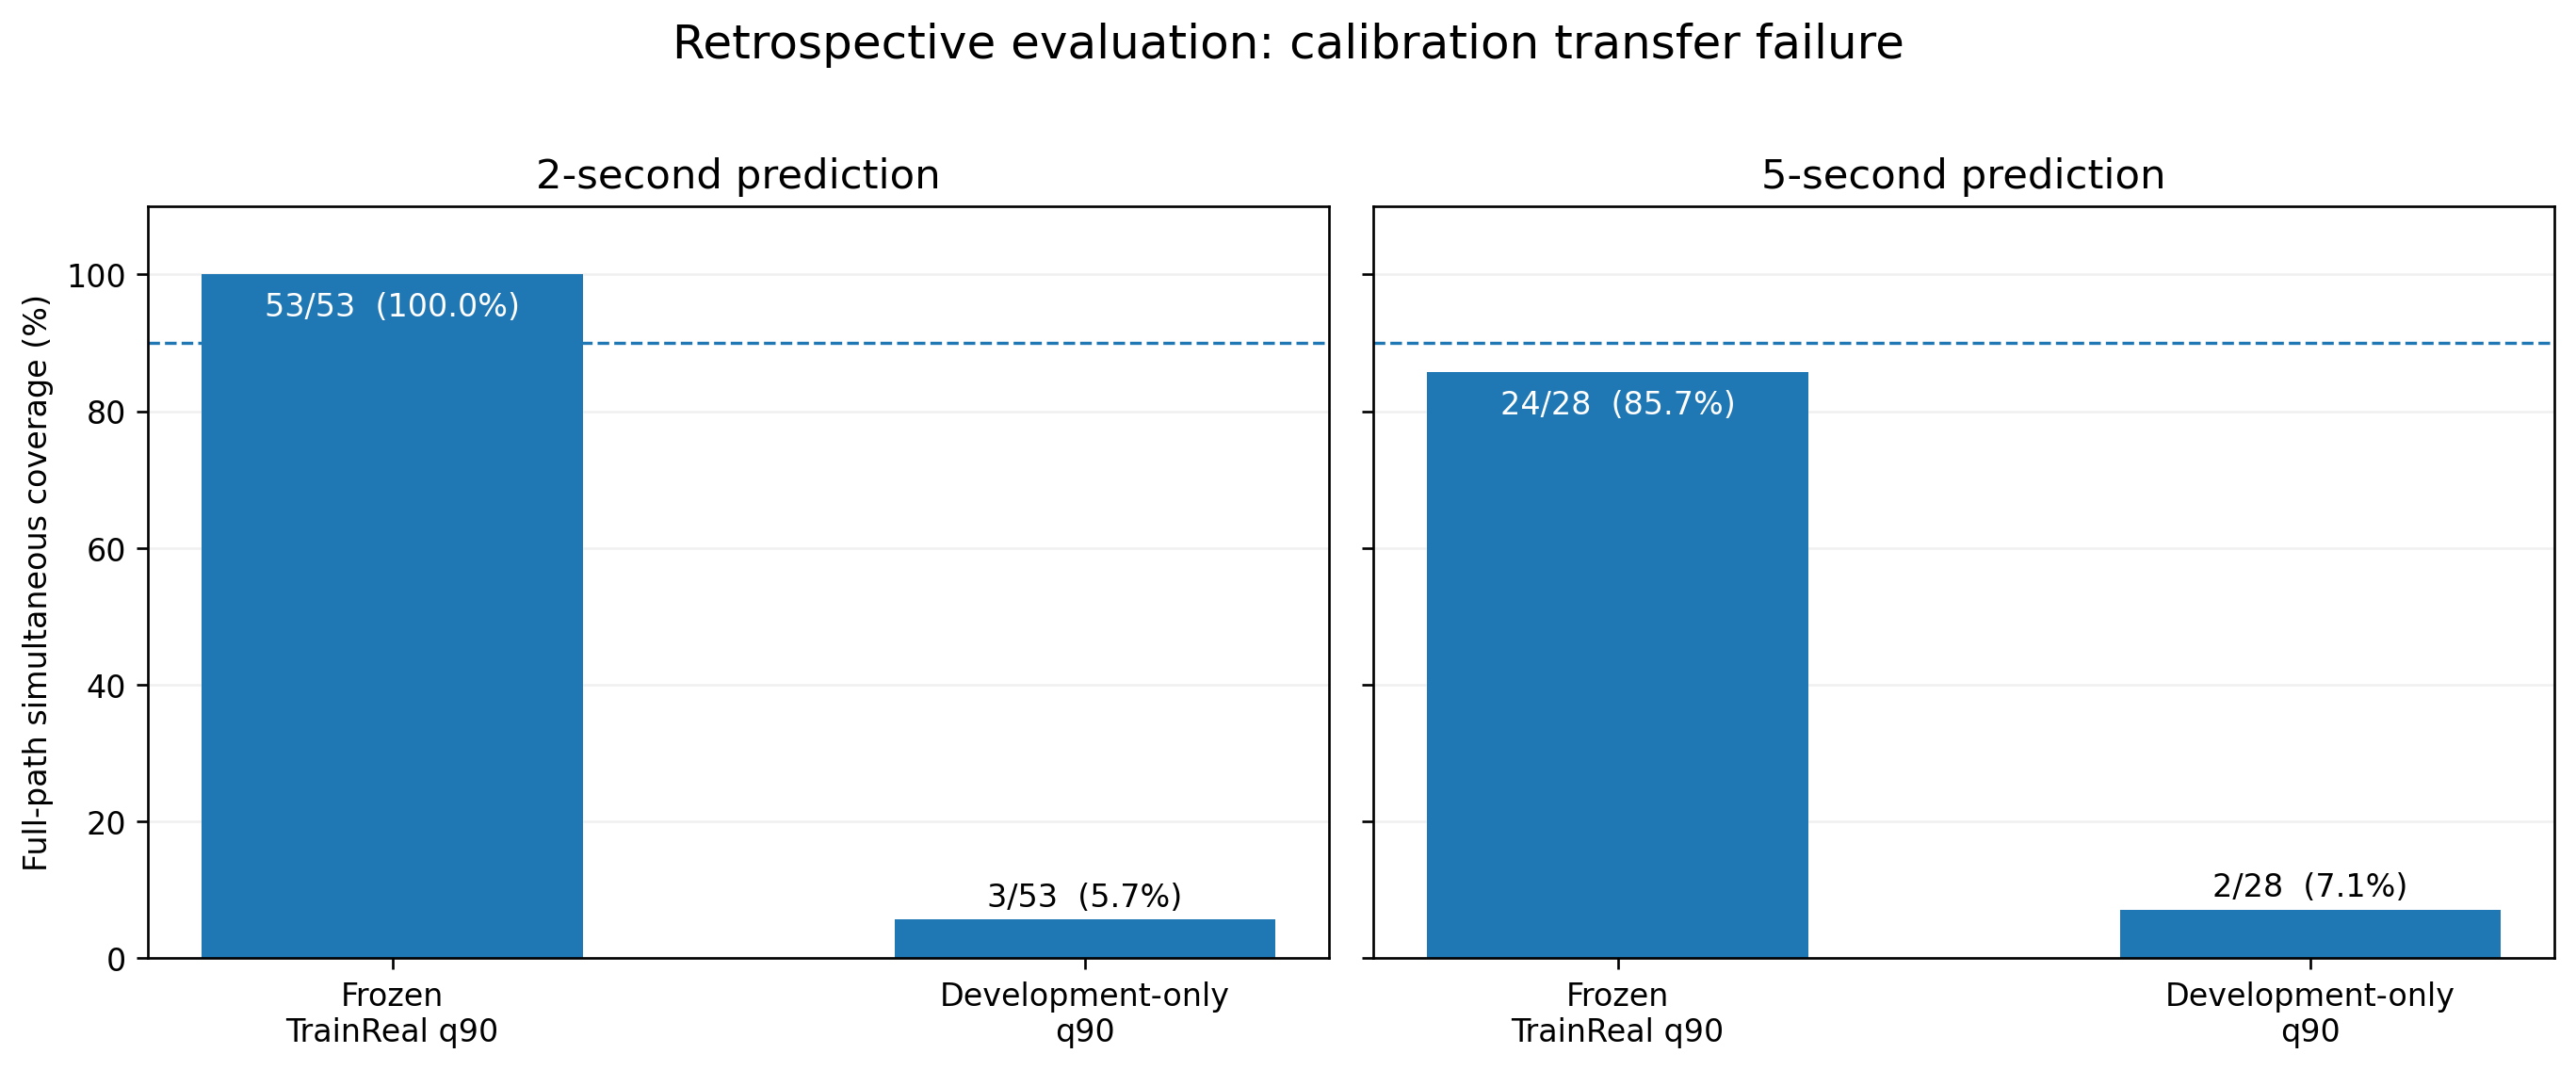 Retrospective evaluation: calibration transfer failure
2-second prediction
Full-path simultaneous coverage (%)
100
80
60
40
20
0
53/53 (100.0%)
3/53 (5.7%)
Frozen
TrainReal q90
Development-only
q90
5-second prediction
24/28 (85.7%)
2/28 (7.1%)
Frozen
TrainReal q90
Development-only
q90